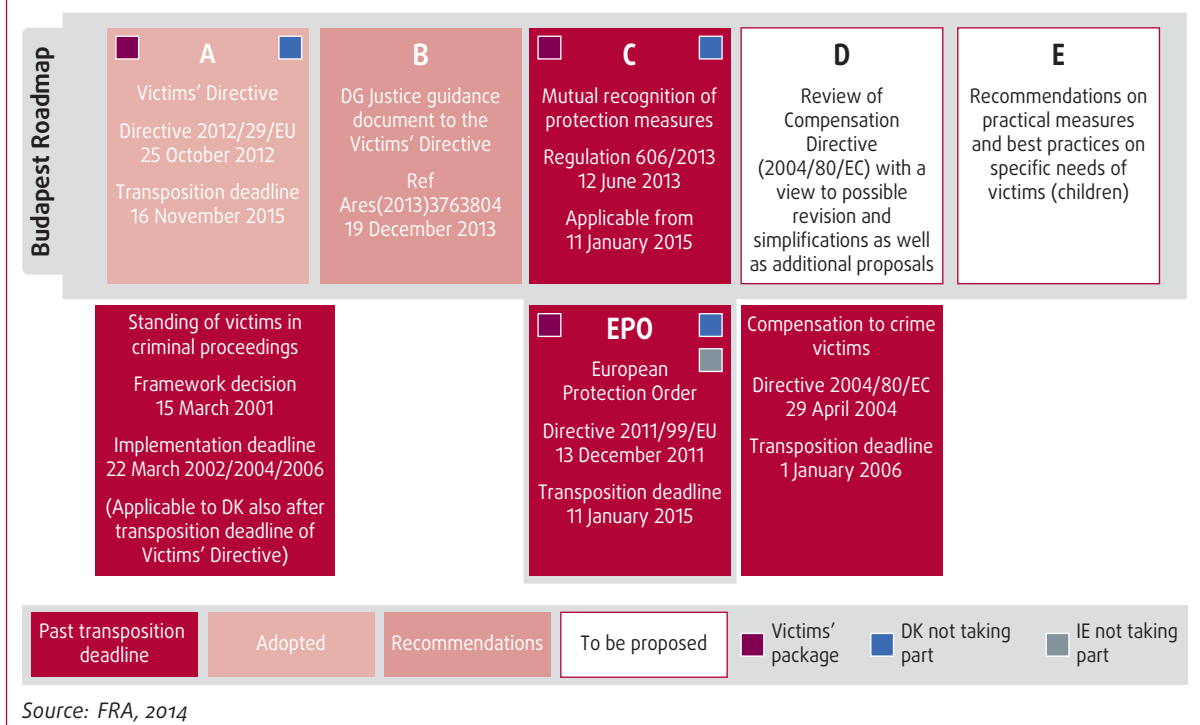 Budapest Roadmap
A
Victims’ Directive
Directive 2012/29/EU
25 October 2012
Transposition deadline
16 November 2015
B
DG Justice guidance
document to the
Victims’ Directive
Ref
Ares(2013)3763804
19 December 2013
C
Mutual recognition of
protection measures
Regulation 606/2013
12 June 2013
Applicable from
11 January 2015
D
Review of
Compensation
Directive
(2004/80/EC) with a
view to possible
revision and
simplifications as well
as additional proposals
E
Recommendations on
practical measures
and best practices on
specific needs of
victims (children)
Standing of victims in
criminal proceedings
Framework decision
15 March 2001
Implementation deadline
22 March 2002/2004/2006
(Applicable to DK also after
transposition deadline of
Victims’ Directive)
EPO
European
Protection Order
Directive 2011/99/EU
13 December 2011
Transposition deadline
11 January 2015
Compensation to crime
victims
Directive 2004/80/EC
29 April 2004
Transposition deadline
1 January 2006
Past transposition
deadline
Adopted
Recommendations
To be proposed
Victims’
package
DK not taking
part
IE not taking
part
Source: FRA, 2014